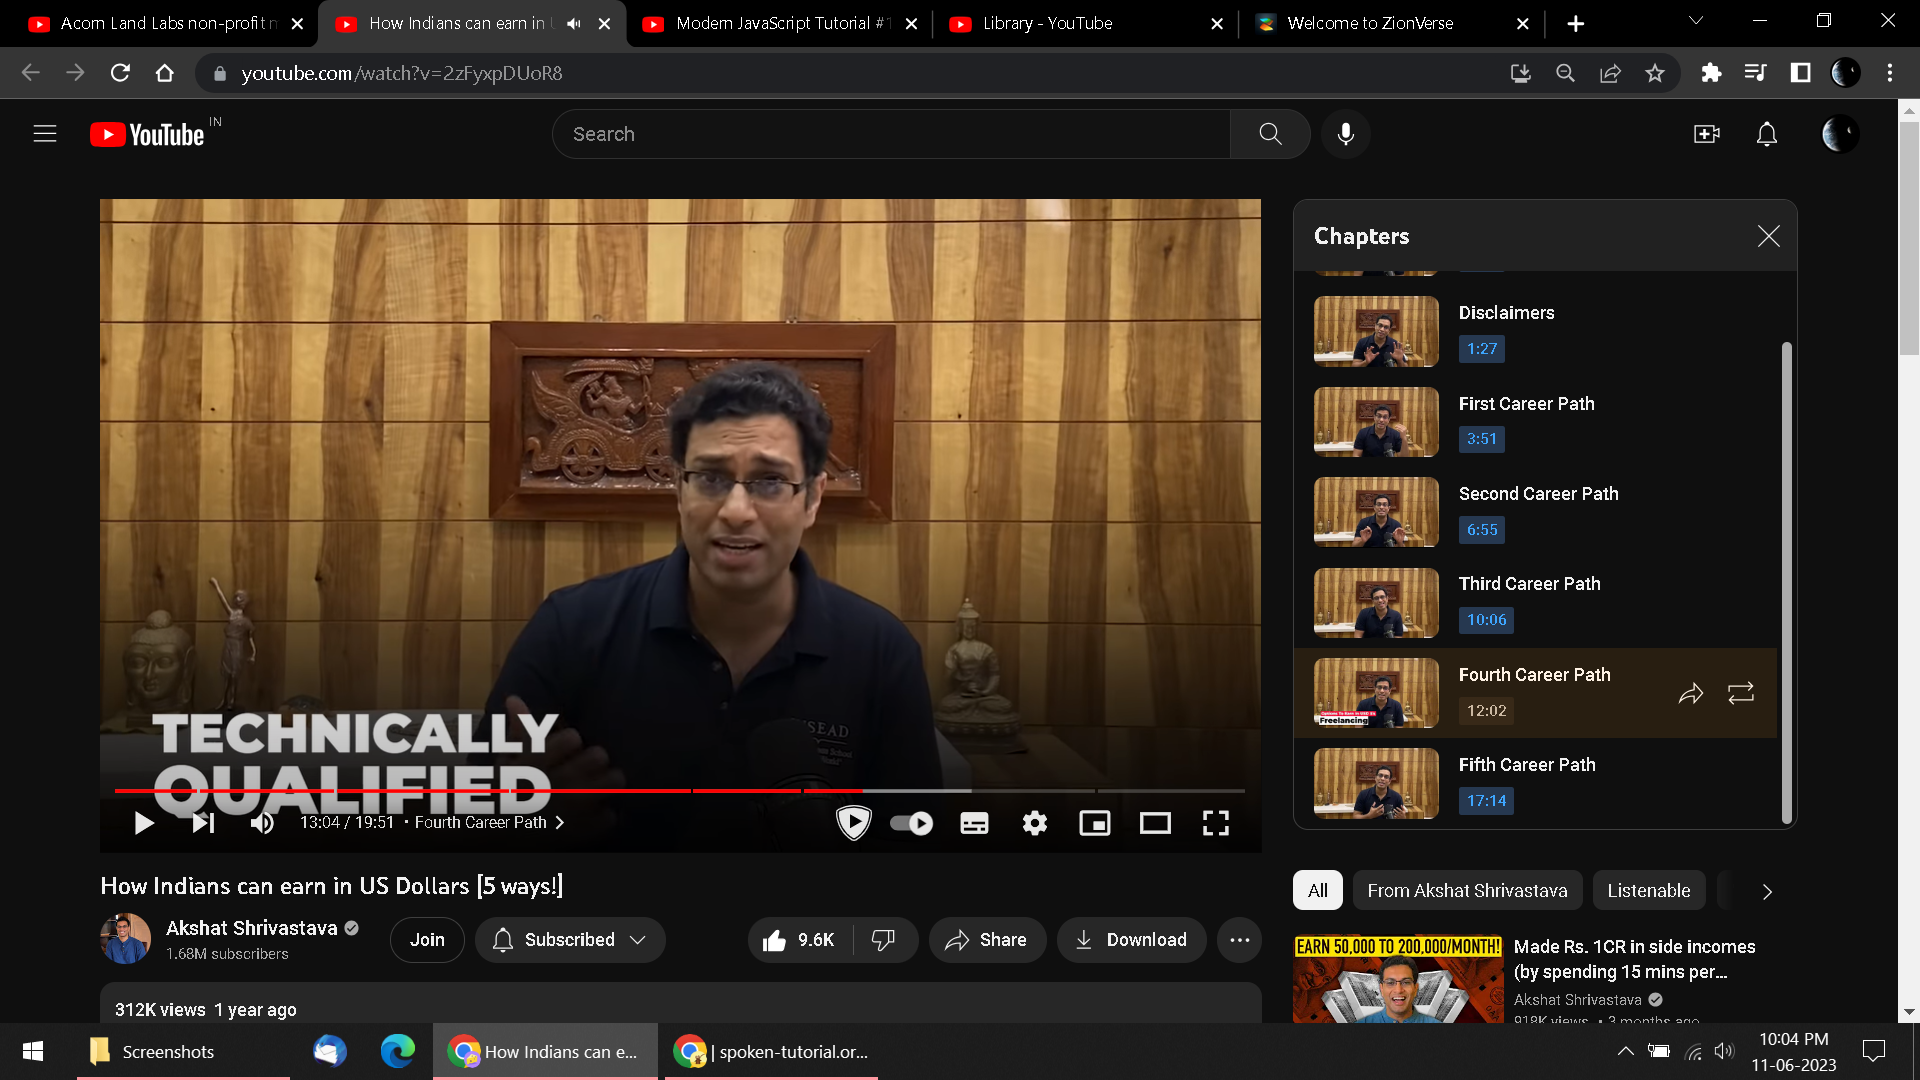 Acorn Land Labs non-profit
How Indians can earn in
Modern JavaScript Tutorial #1
Library - YouTube
Welcome to ZionVerse
youtube.com/watch?v=2zFyxpDUoR8
YouTube
IN
Search
Chapters
Disclaimers
1:27
First Career Path
3:51
Second Career Path
6:55
Third Career Path
10:06
Fourth Career Path
12:02
Freelancing
Fifth Career Path
17:14
TECHNICALLY
QUALIFIED
13:04 / 19:51 • Fourth Career Path
How Indians can earn in US Dollars [5 ways!]
Akshat Shrivastava
1.68M subscribers
Join
Subscribed
9.6K
Share
Download
312K views 1 year ago
All
From Akshat Shrivastava
Listenable
EARN 50,000 TO 200,000/MONTH!
Made Rs. 1CR in side incomes
(by spending 15 mins per...
Akshat Shrivastava
918K views • 3 months ago
Screenshots
How Indians can e...
| spoken-tutorial.or...
10:04 PM
11-06-2023